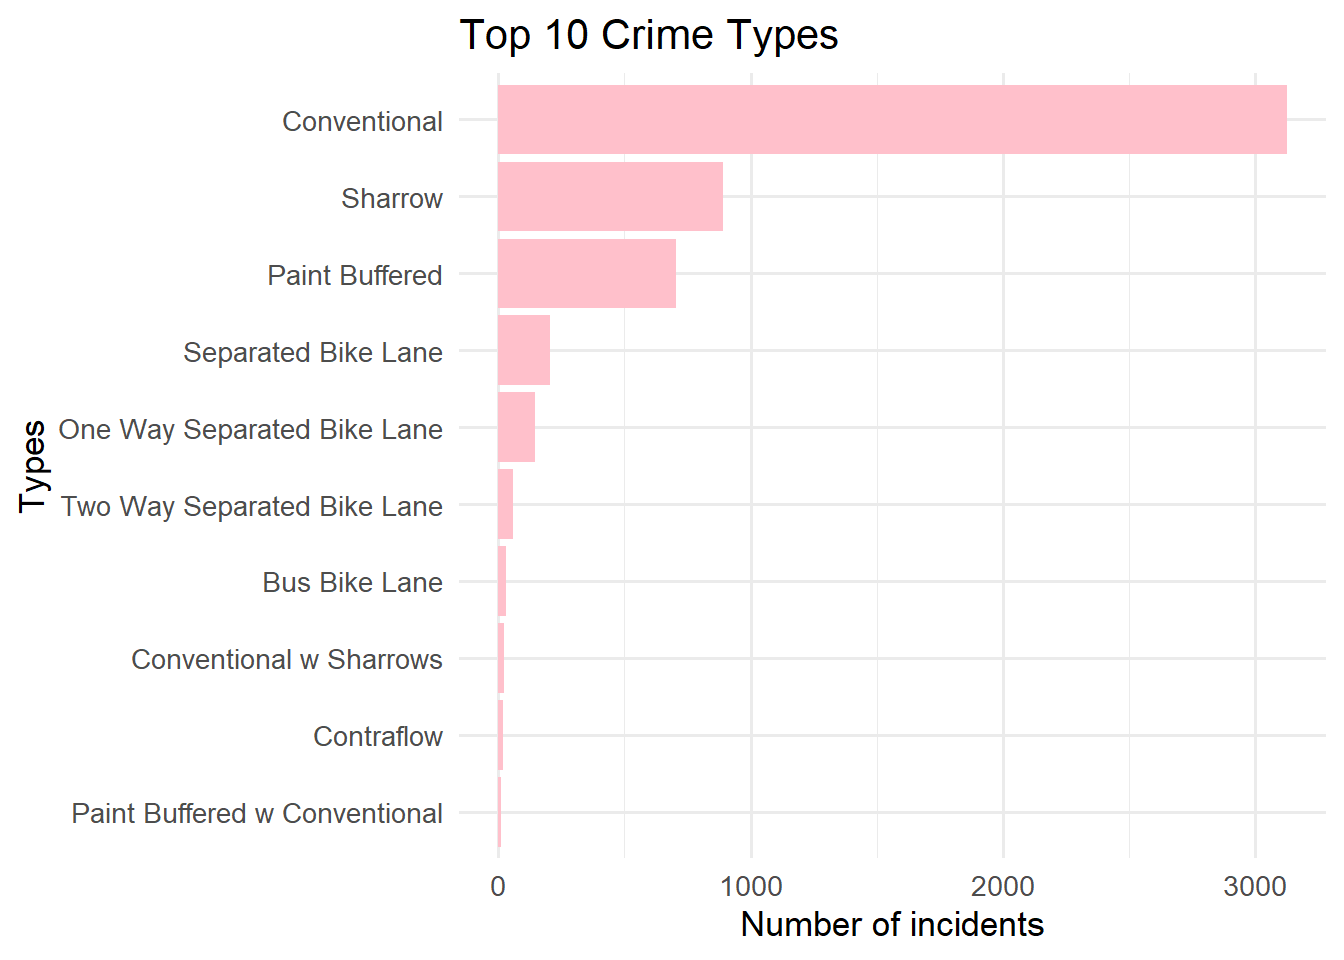 Top 10 Crime Types
Types
Conventional
Sharrow
Paint Buffered
Separated Bike Lane
One Way Separated Bike Lane
Two Way Separated Bike Lane
Bus Bike Lane
Conventional w Sharrows
Contraflow
Paint Buffered w Conventional
0 1000 2000 3000
Number of incidents